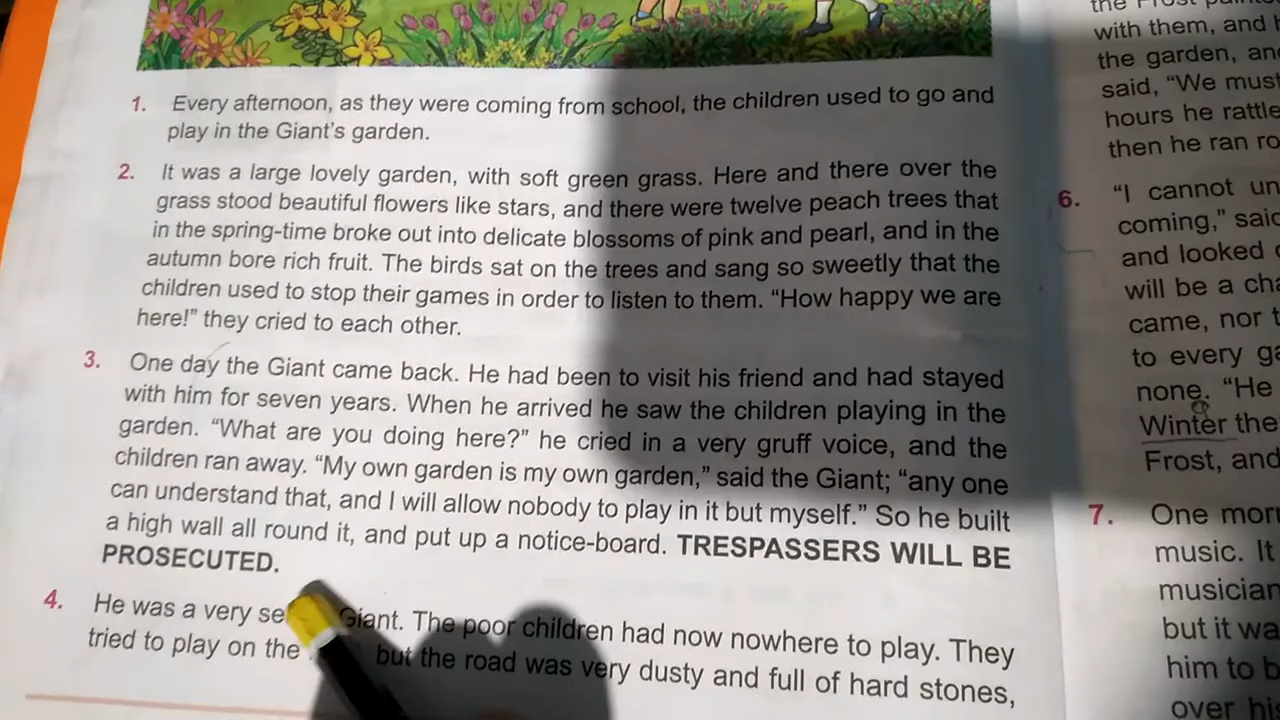 1. Every afternoon, as they were coming from school, the children used to go and
play in the Giant's garden.
2. It was a large lovely garden, with soft green grass. Here and there over the
grass stood beautiful flowers like stars, and there were twelve peach trees that
in the spring-time broke out into delicate blossoms of pink and pearl, and in the
autumn bore rich fruit. The birds sat on the trees and sang so sweetly that the
children used to stop their games in order to listen to them. “How happy we are
here!” they cried to each other.
3. One day the Giant came back. He had been to visit his friend and had stayed
with him for seven years. When he arrived he saw the children playing in the
garden. “What are you doing here?” he cried in a very gruff voice, and the
children ran away. “My own garden is my own garden,” said the Giant; “any one
can understand that, and I will allow nobody to play in it but myself.” So he built
a high wall all round it, and put up a notice-board. TRESPASSERS WILL BE
PROSECUTED.
4. He was a very Giant. The poor children had now nowhere to play. They
tried to play on the but the road was very dusty and full of hard stones,
with them, and
the garden,
said, “We must
hours he
then he ran
6. “I cannot
coming,”
and looked
will be a
came, nor
to every
none. “He
Winter the
Frost, and
7. One
music. It
but it
him to
over